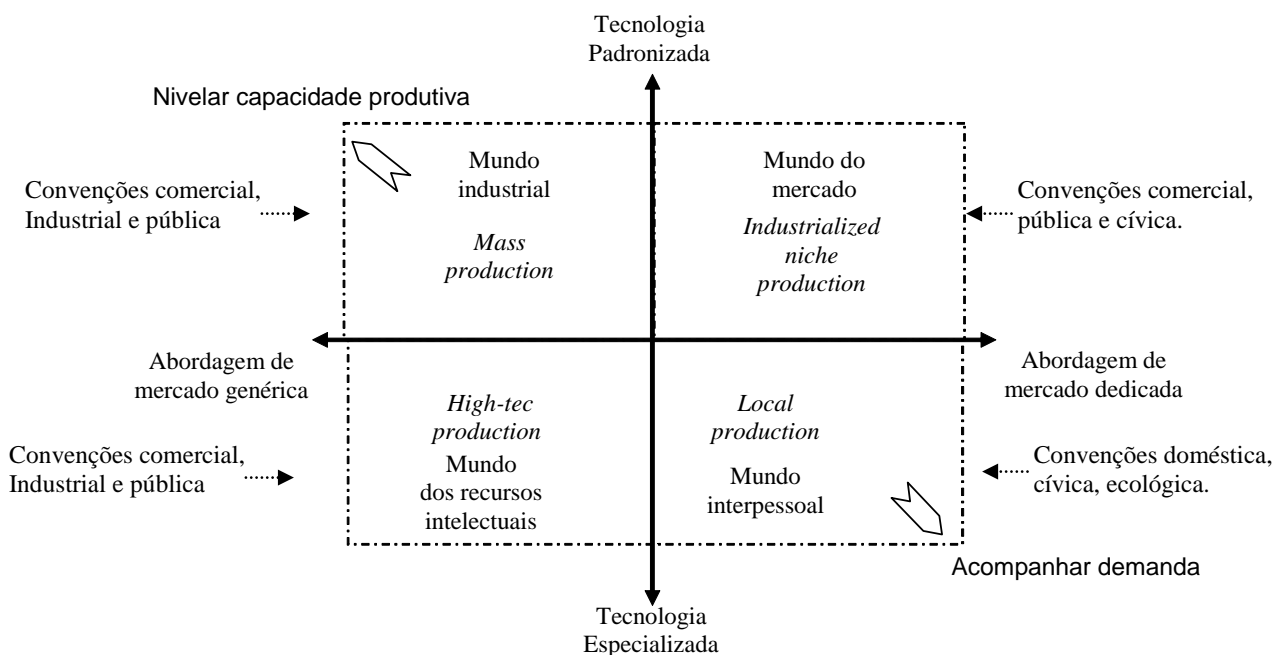 Tecnologia
Padronizada
Nivelar capacidade produtiva
Convenções comercial,
Industrial e pública
Mundo
industrial
Mass
production
Mundo do
mercado
Industrialized
niche
production
Convenções comercial,
pública e cívica.
Abordagem de
mercado genérica
Abordagem de
mercado dedicada
Convenções comercial,
Industrial e pública
High-tec
production
Mundo
dos recursos
intelectuais
Local
production
Mundo
interpessoal
Convenções doméstica,
cívica, ecológica.
Acompanhar demanda
Tecnologia
Especializada